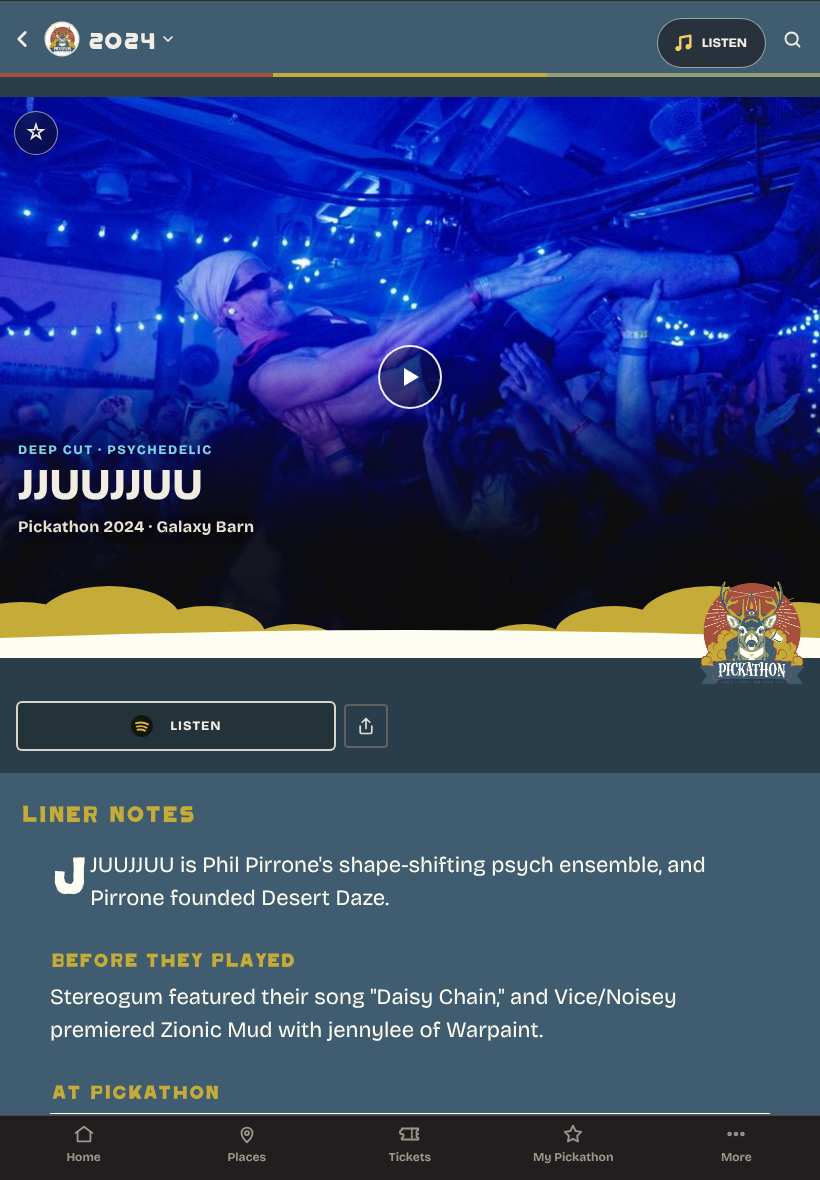 2024
LISTEN
DEEP CUT · PSYCHEDELIC
JJUUJJUU
Pickathon 2024 · Galaxy Barn
PICKATHON
LISTEN
LINER NOTES
JJUUJJUU is Phil Pirrone's shape-shifting psych ensemble, and
Pirrone founded Desert Daze.
BEFORE THEY PLAYED
Stereogum featured their song "Daisy Chain," and Vice/Noisey
premiered Zionic Mud with jennylee of Warpaint.
AT PICKATHON
Home
Places
Tickets
My Pickathon
More